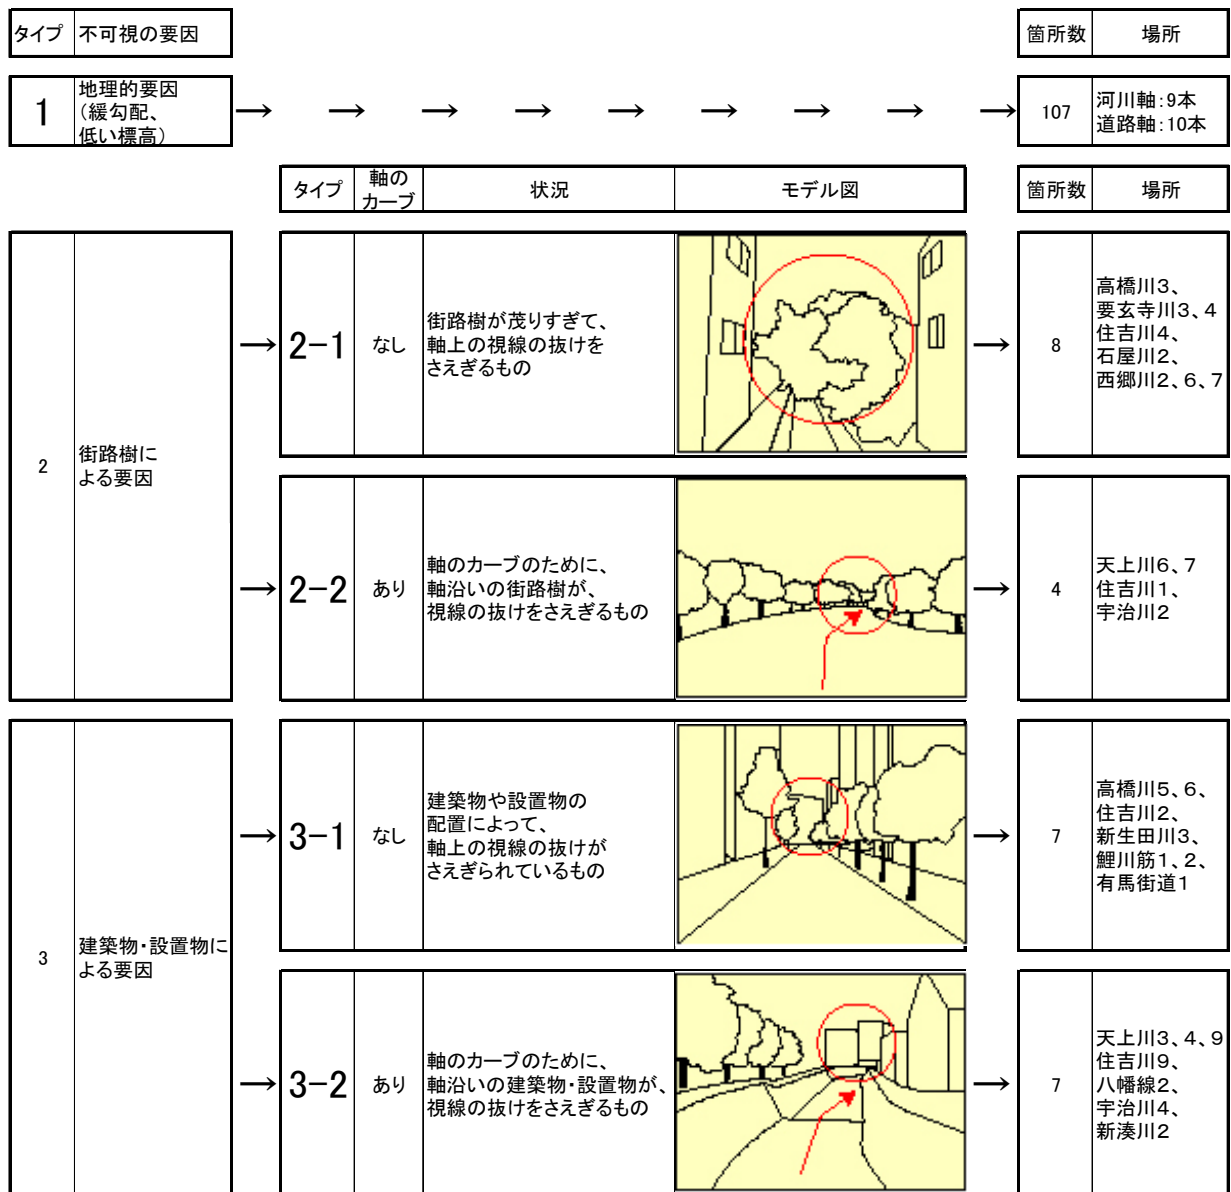 タイプ 不可視の要因 箇所数 場所
1 地理的要因
(緩勾配、
低い標高)
→ → → → → → → → →
107 河川軸:9本
道路軸:10本
タイプ 軸の
カーブ 状況 モデル図 箇所数 場所
2 街路樹に
よる要因
→ 2-1 なし 街路樹が茂りすぎて、
軸上の視線の抜けを
さえぎるもの
→ 8 高橋川3、
要玄寺川3、4
住吉川4、
石屋川2、
西郷川2、6、7
→ 2-2 あり 軸のカーブのために、
軸沿いの街路樹が、
視線の抜けをさえぎるもの
→ 4 天上川6、7
住吉川1、
宇治川2
3 建築物・設置物に
よる要因
→ 3-1 なし 建築物や設置物の
配置によって、
軸上の視線の抜けが
さえぎられているもの
→ 7 高橋川5、6、
住吉川2、
新生田川3、
鯉川筋1、2、
有馬街道1
→ 3-2 あり 軸のカーブのために、
軸沿いの建築物・設置物が、
視線の抜けをさえぎるもの
→ 7 天上川3、4、9
住吉川9、
八幡線2、
宇治川4、
新湊川2